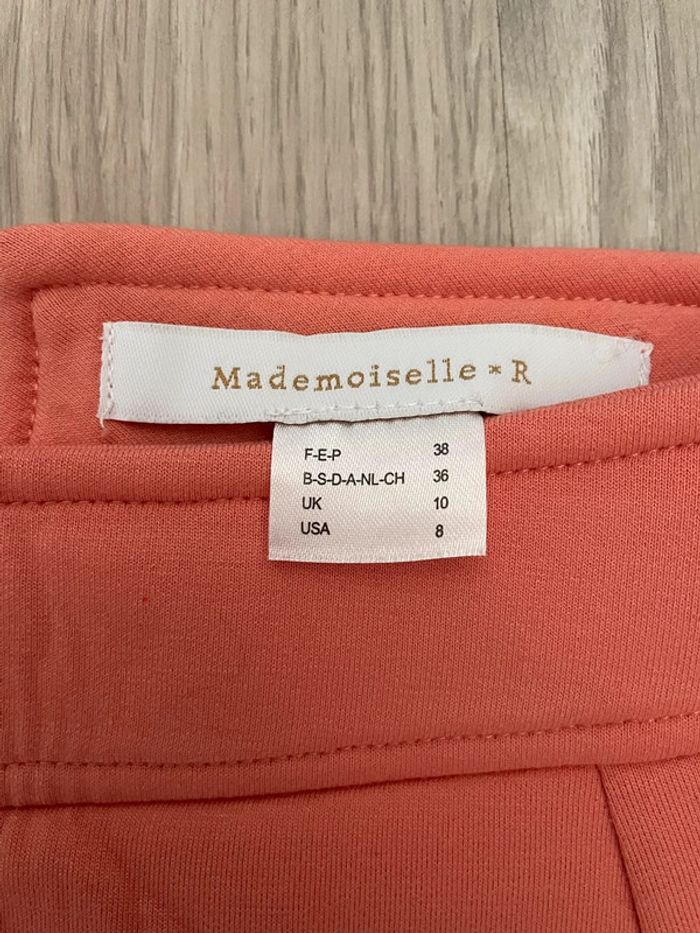 Mademoiselle * R
F-E-P 38
B-S-D-A-NL-CH 36
UK 10
USA 8